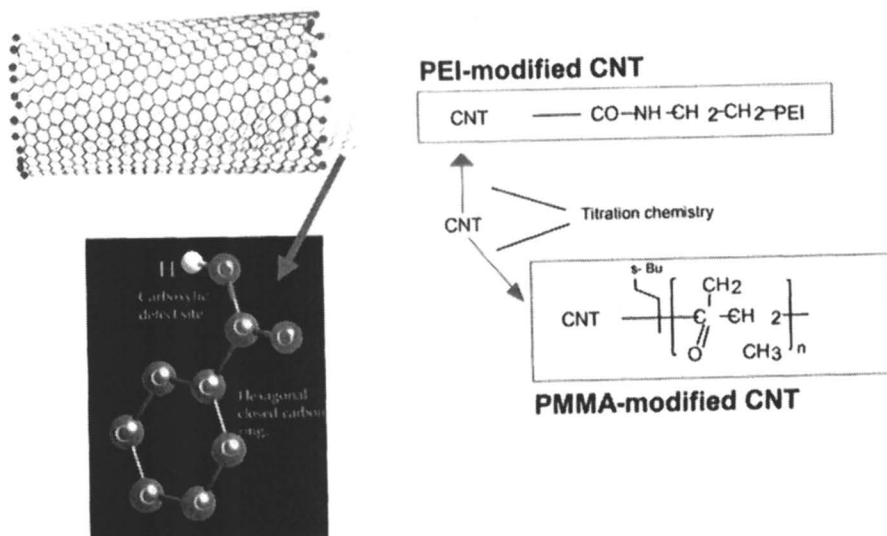 PEI-modified CNT
CNT — CO–NH–CH 2–CH2–PEI
CNT
Titration chemistry
s- Bu
CH2
CNT — C –CH 2
O
CH3 n
PMMA-modified CNT
H
Carboxylic
defect site
Hexagonal
closed carbon
ring